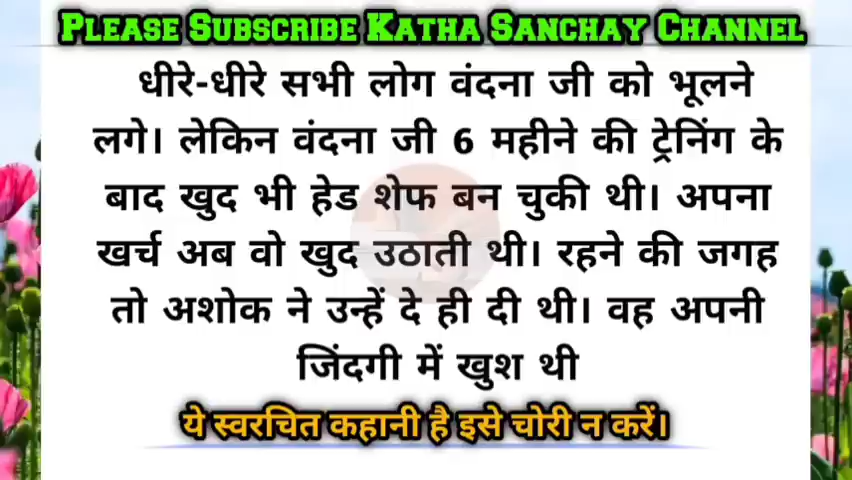 PLEASE SUBSCRIBE KATHA SANCHAY CHANNEL
धीरे-धीरे सभी लोग वंदना जी को भूलने
लगे। लेकिन वंदना जी 6 महीने की ट्रेनिंग के
बाद खुद भी हेड शेफ बन चुकी थी। अपना
खर्च अब वो खुद उठाती थी। रहने की जगह
तो अशोक ने उन्हें दे ही दी थी। वह अपनी
जिंदगी में खुश थी
ये स्वरचित कहानी है इसे चोरी न करें।